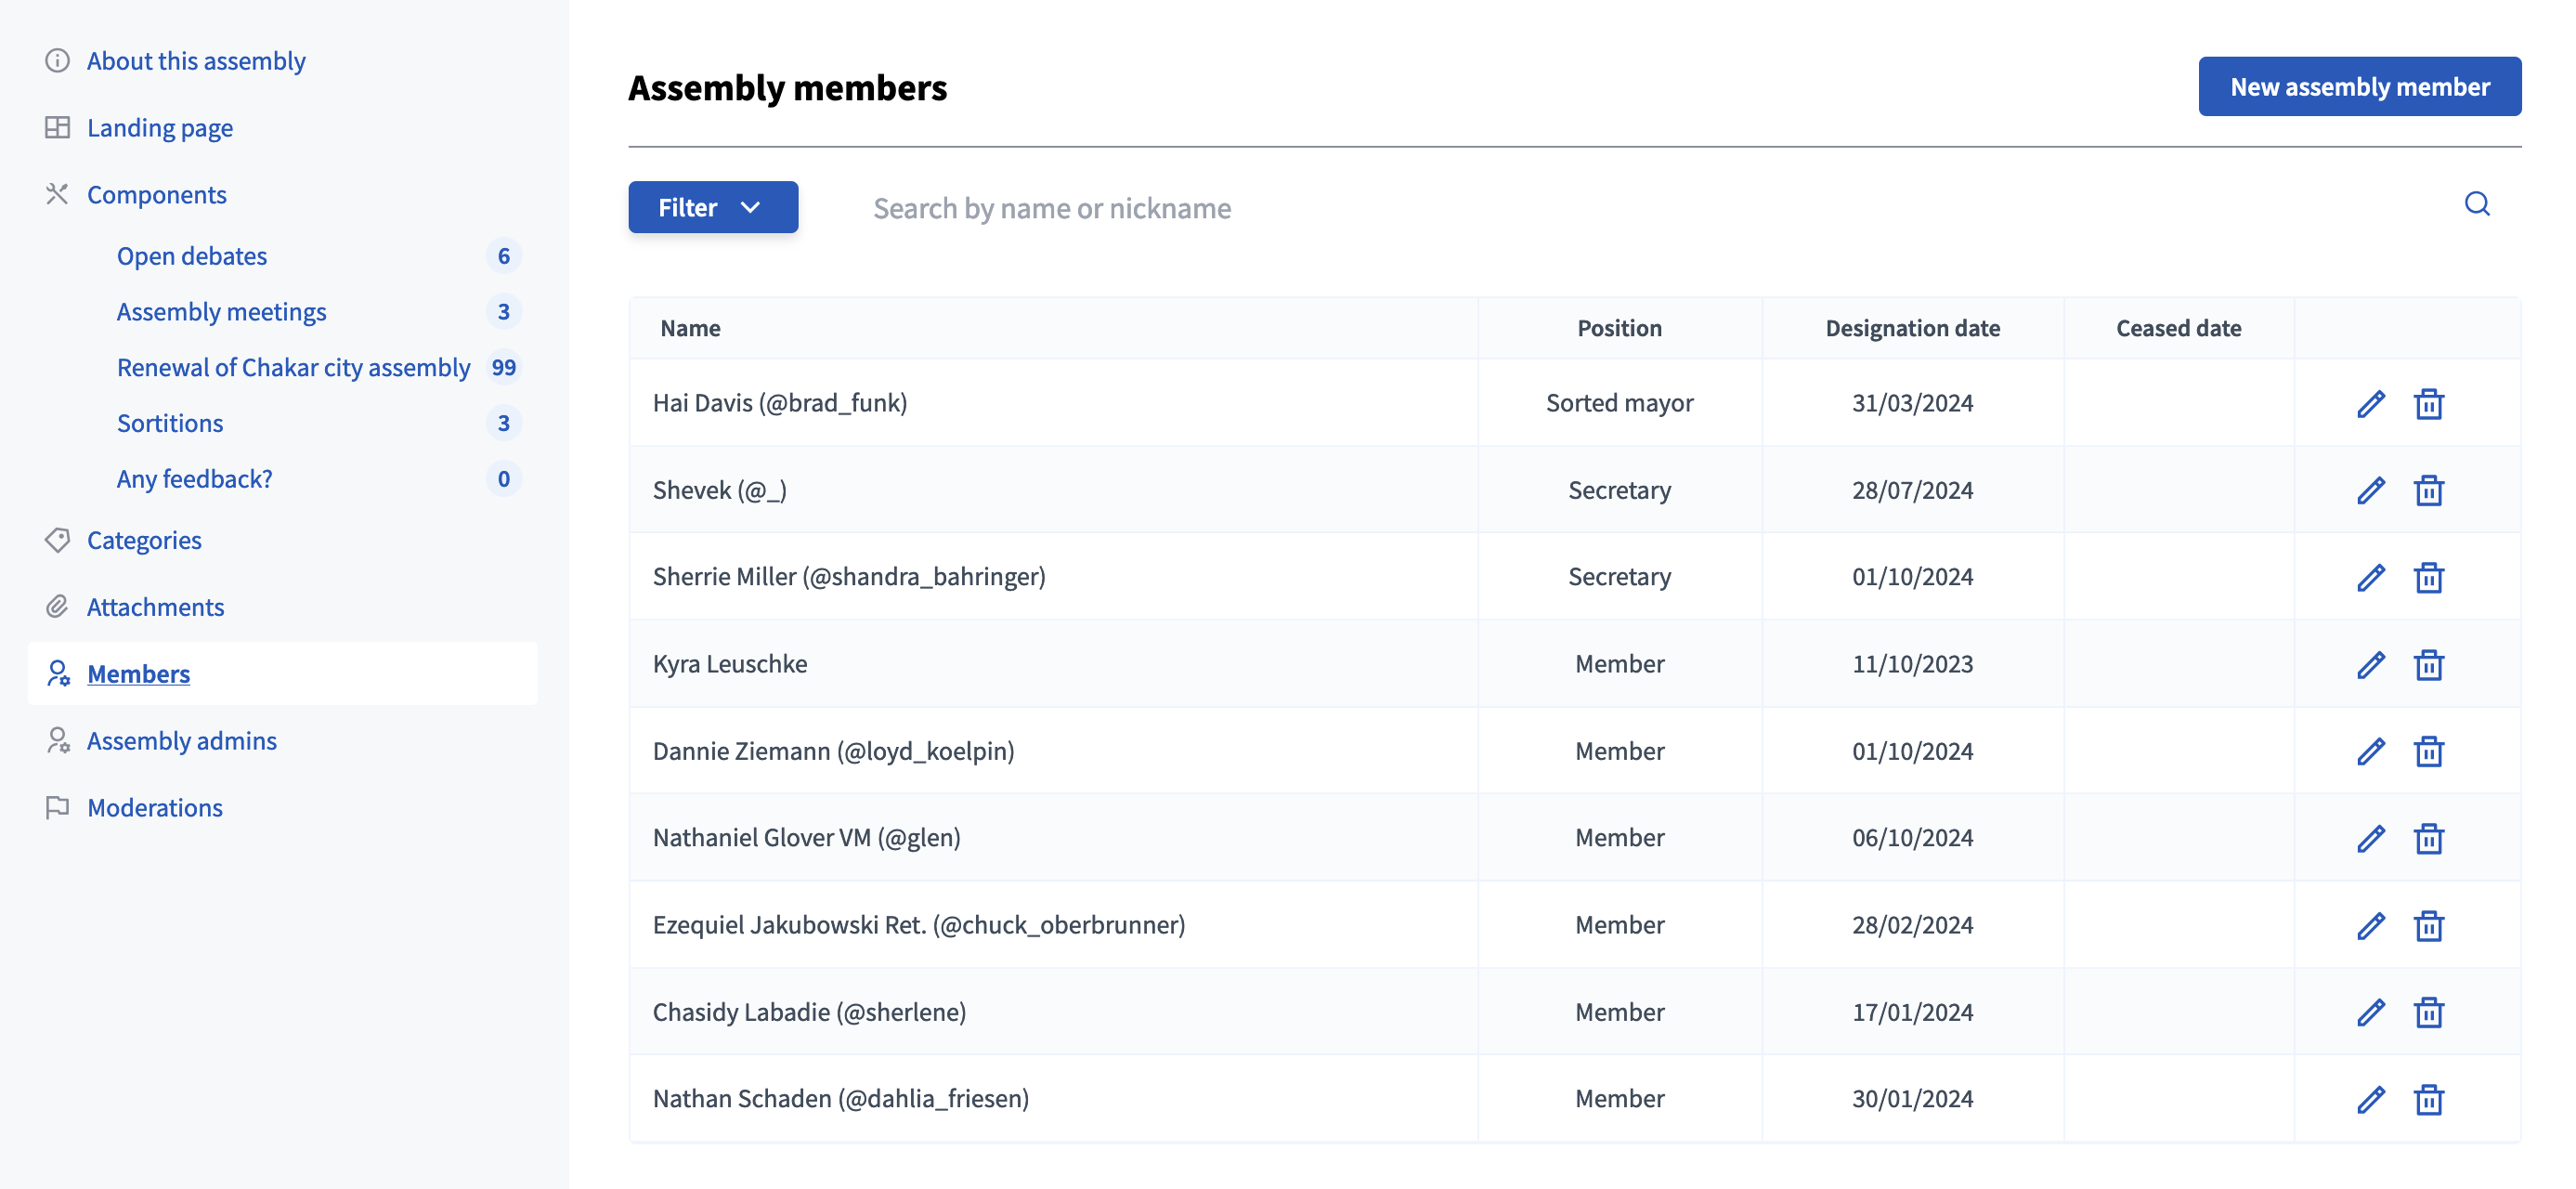 About this assembly
Landing page
Components
Open debates 6
Assembly meetings 3
Renewal of Chakar city assembly 99
Sortitions 3
Any feedback? 0
Categories
Attachments
Members
Assembly admins
Moderations
Assembly members
New assembly member
Filter
Search by name or nickname
Name Position Designation date Ceased date
Hai Davis (@brad_funk) Sorted mayor 31/03/2024
Shevek (@_) Secretary 28/07/2024
Sherrie Miller (@shandra_bahringer) Secretary 01/10/2024
Kyra Leuschke Member 11/10/2023
Dannie Ziemann (@loyd_koelpin) Member 01/10/2024
Nathaniel Glover VM (@glen) Member 06/10/2024
Ezequiel Jakubowski Ret. (@chuck_oberbrunner) Member 28/02/2024
Chasidy Labadie (@sherlene) Member 17/01/2024
Nathan Schaden (@dahlia_friesen) Member 30/01/2024